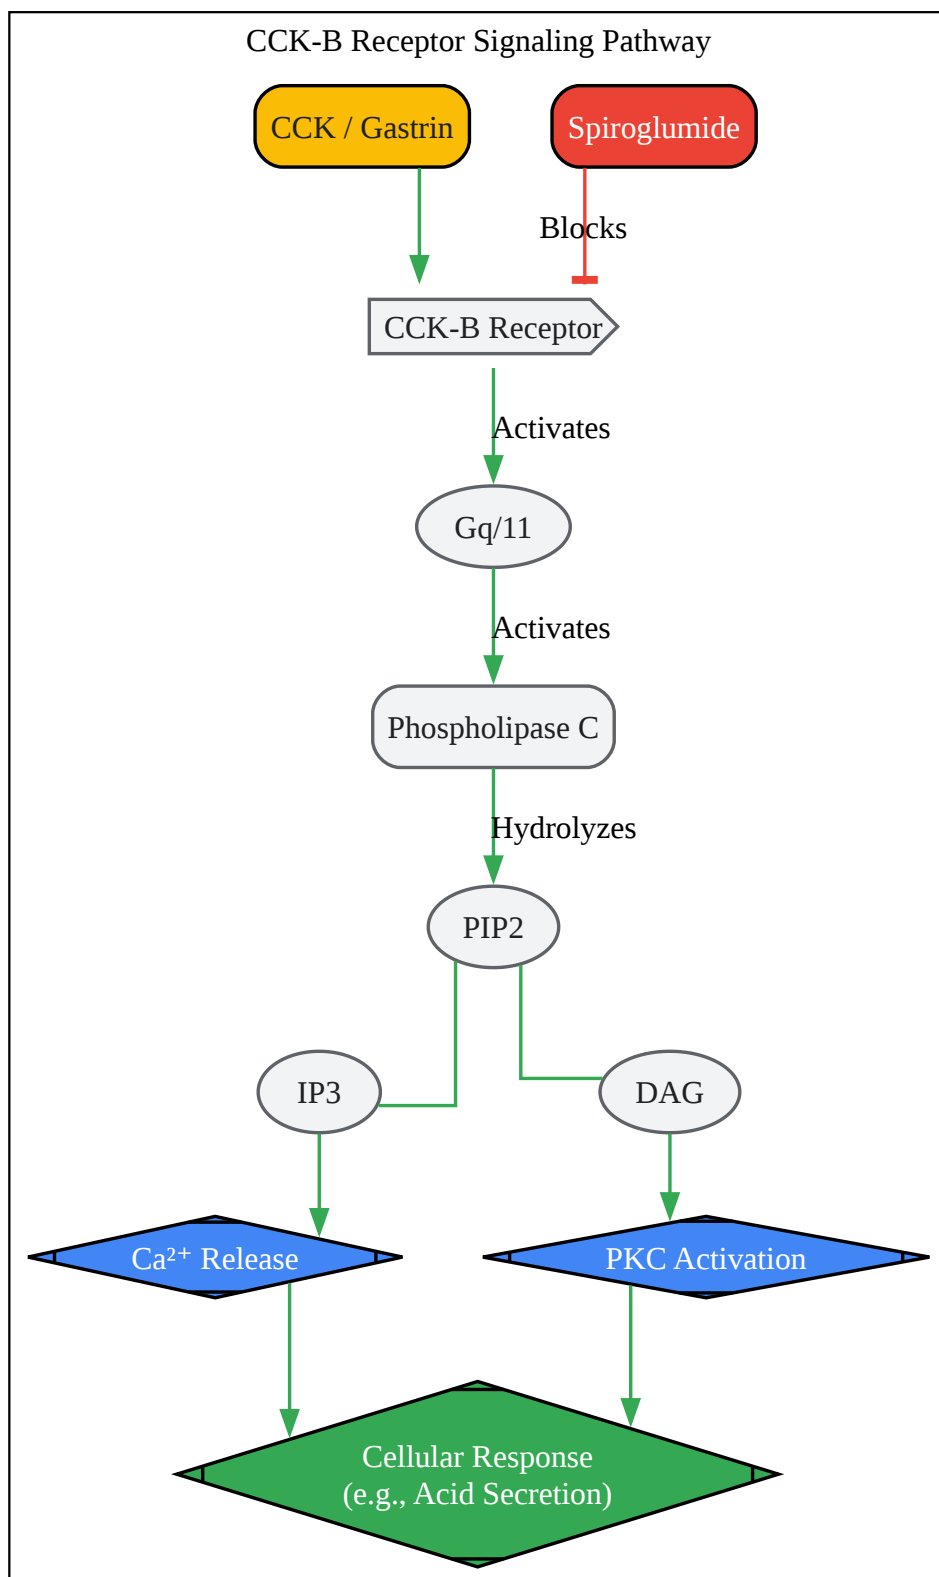 CCK-B Receptor Signaling Pathway
CCK / Gastrin
Spiroglumide
Blocks
CCK-B Receptor
Activates
Gq/11
Activates
Phospholipase C
Hydrolyzes
PIP2
IP3
DAG
Ca²⁺ Release
PKC Activation
Cellular Response
(e.g., Acid Secretion)